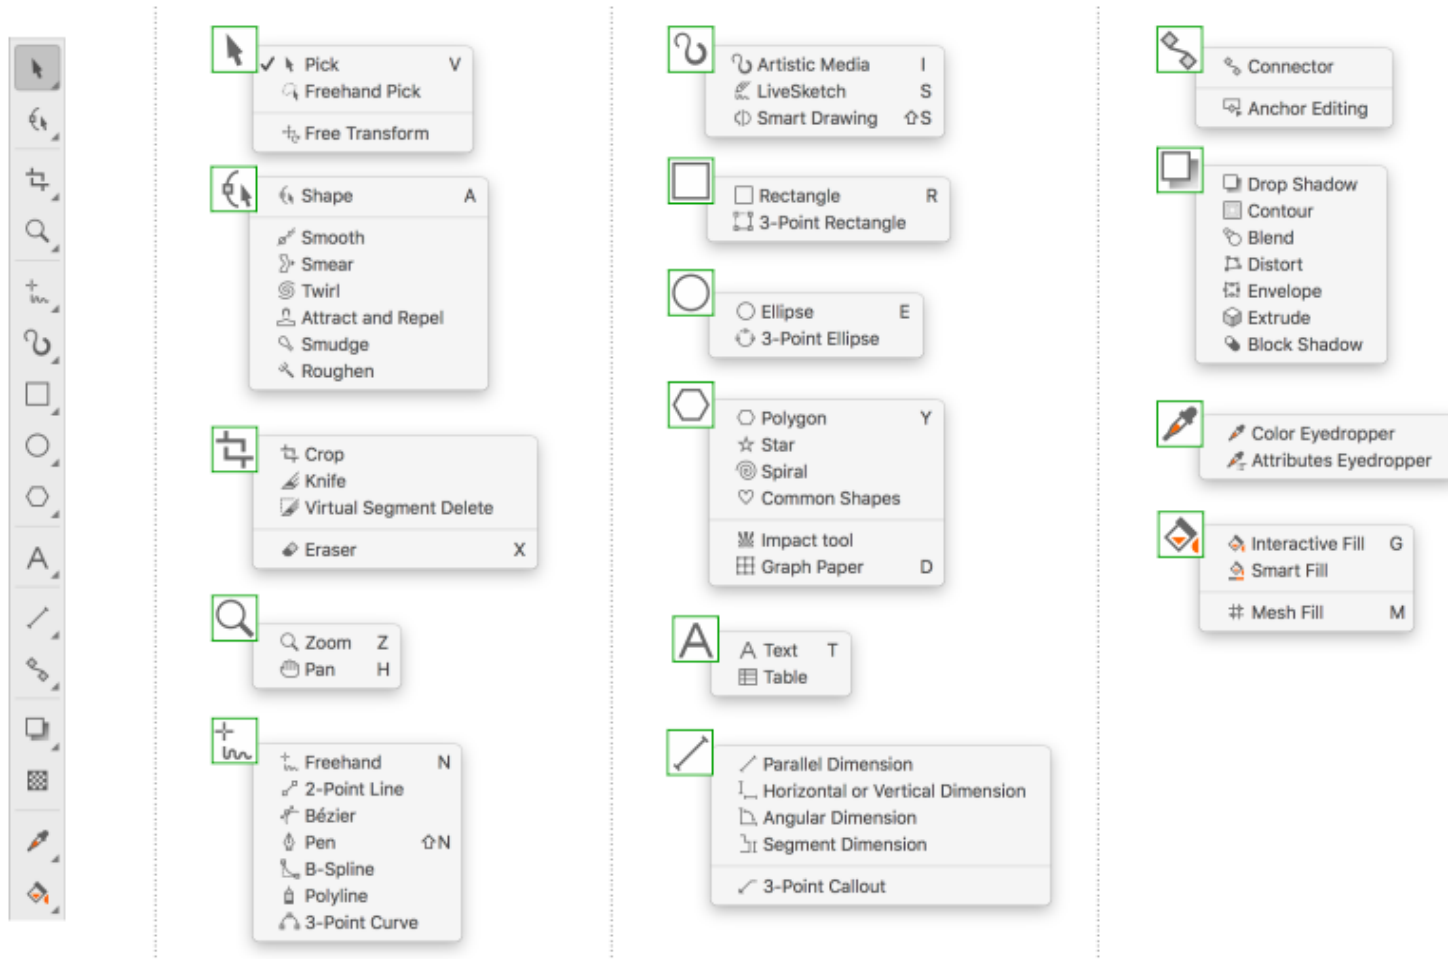 Pick V
Freehand Pick
Free Transform
Shape A
Smooth
Smear
Twirl
Attract and Repel
Smudge
Roughen
Crop
Knife
Virtual Segment Delete
Eraser X
Zoom Z
Pan H
Freehand N
2-Point Line
Bézier
Pen ⇧N
B-Spline
Polyline
3-Point Curve
Artistic Media I
LiveSketch S
Smart Drawing ⇧S
Rectangle R
3-Point Rectangle
Ellipse E
3-Point Ellipse
Polygon Y
Star
Spiral
Common Shapes
Impact tool
Graph Paper D
Text T
Table
Parallel Dimension
Horizontal or Vertical Dimension
Angular Dimension
Segment Dimension
3-Point Callout
Connector
Anchor Editing
Drop Shadow
Contour
Blend
Distort
Envelope
Extrude
Block Shadow
Color Eyedropper
Attributes Eyedropper
Interactive Fill G
Smart Fill
Mesh Fill M